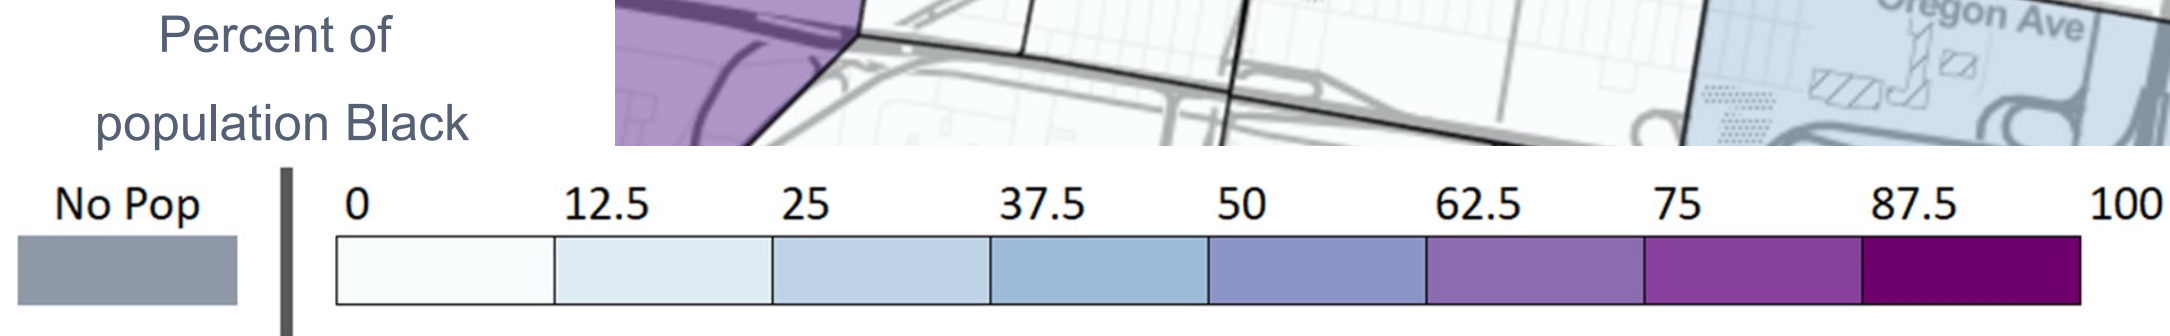 Percent of
population Black
Oregon Ave
No Pop
0 12.5 25 37.5 50 62.5 75 87.5 100